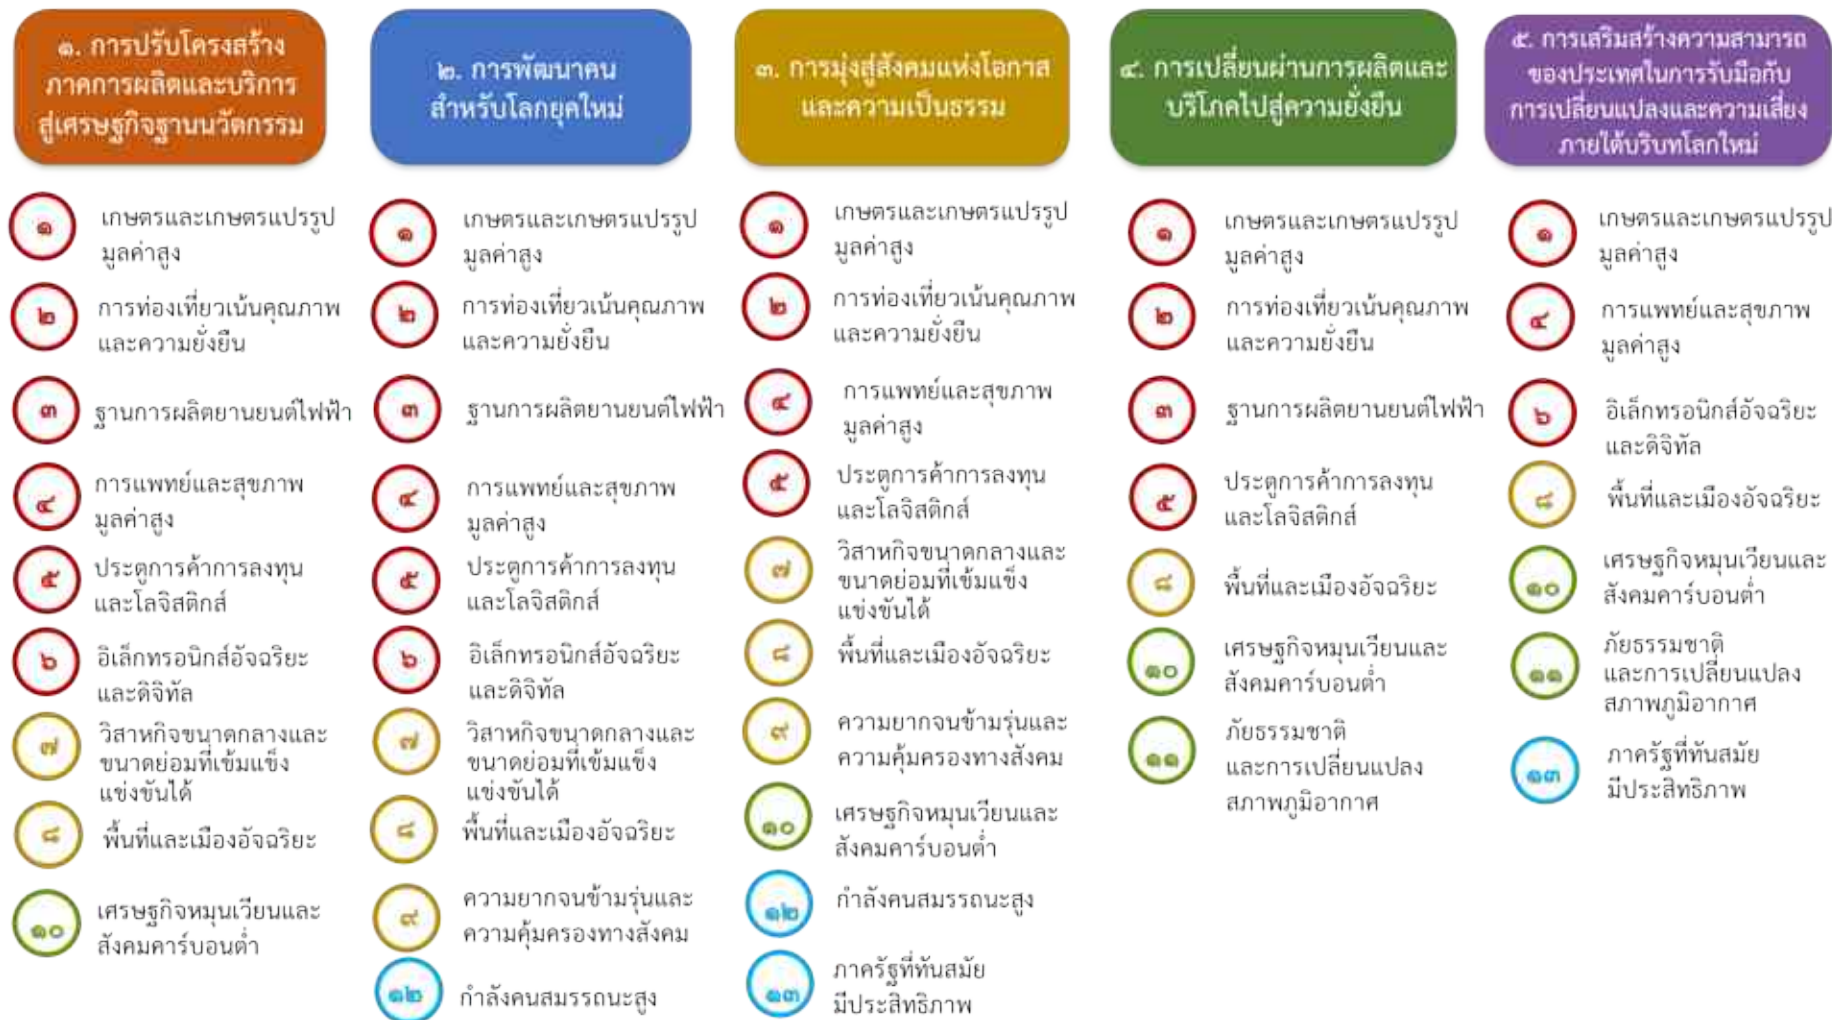 ๑. การปรับโครงสร้าง
ภาคการผลิตและบริการ
สู่เศรษฐกิจฐานนวัตกรรม
๑
เกษตรและเกษตรแปรรูป
มูลค่าสูง
๒
การท่องเที่ยวเน้นคุณภาพ
และความยั่งยืน
๓
ฐานการผลิตยานยนต์ไฟฟ้า
๔
การแพทย์และสุขภาพ
มูลค่าสูง
๕
ประตูการค้าการลงทุน
และโลจิสติกส์
๖
อิเล็กทรอนิกส์อัจฉริยะ
และดิจิทัล
๗
วิสาหกิจขนาดกลางและ
ขนาดย่อมที่เข้มแข็ง
แข่งขันได้
๘
พื้นที่และเมืองอัจฉริยะ
๑๐
เศรษฐกิจหมุนเวียนและ
สังคมคาร์บอนต่ำ
๒. การพัฒนาคน
สำหรับโลกยุคใหม่
๑
เกษตรและเกษตรแปรรูป
มูลค่าสูง
๒
การท่องเที่ยวเน้นคุณภาพ
และความยั่งยืน
๓
ฐานการผลิตยานยนต์ไฟฟ้า
๔
การแพทย์และสุขภาพ
มูลค่าสูง
๕
ประตูการค้าการลงทุน
และโลจิสติกส์
๖
อิเล็กทรอนิกส์อัจฉริยะ
และดิจิทัล
๗
วิสาหกิจขนาดกลางและ
ขนาดย่อมที่เข้มแข็ง
แข่งขันได้
๘
พื้นที่และเมืองอัจฉริยะ
๙
ความยากจนข้ามรุ่นและ
ความคุ้มครองทางสังคม
๑๒
กำลังคนสมรรถนะสูง
๓. การมุ่งสู่สังคมแห่งโอกาส
และความเป็นธรรม
๑
เกษตรและเกษตรแปรรูป
มูลค่าสูง
๒
การท่องเที่ยวเน้นคุณภาพ
และความยั่งยืน
๔
การแพทย์และสุขภาพ
มูลค่าสูง
๕
ประตูการค้าการลงทุน
และโลจิสติกส์
๗
วิสาหกิจขนาดกลางและ
ขนาดย่อมที่เข้มแข็ง
แข่งขันได้
๘
พื้นที่และเมืองอัจฉริยะ
๙
ความยากจนข้ามรุ่นและ
ความคุ้มครองทางสังคม
๑๐
เศรษฐกิจหมุนเวียนและ
สังคมคาร์บอนต่ำ
๑๒
กำลังคนสมรรถนะสูง
๑๓
ภาครัฐที่ทันสมัย
มีประสิทธิภาพ
๔. การเปลี่ยนผ่านการผลิตและ
บริโภคไปสู่ความยั่งยืน
๑
เกษตรและเกษตรแปรรูป
มูลค่าสูง
๒
การท่องเที่ยวเน้นคุณภาพ
และความยั่งยืน
๓
ฐานการผลิตยานยนต์ไฟฟ้า
๕
ประตูการค้าการลงทุน
และโลจิสติกส์
๘
พื้นที่และเมืองอัจฉริยะ
๑๐
เศรษฐกิจหมุนเวียนและ
สังคมคาร์บอนต่ำ
๑๑
ภัยธรรมชาติ
และการเปลี่ยนแปลง
สภาพภูมิอากาศ
๕. การเสริมสร้างความสามารถ
ของประเทศในการรับมือกับ
การเปลี่ยนแปลงและความเสี่ยง
ภายใต้บริบทโลกใหม่
๑
เกษตรและเกษตรแปรรูป
มูลค่าสูง
๔
การแพทย์และสุขภาพ
มูลค่าสูง
๖
อิเล็กทรอนิกส์อัจฉริยะ
และดิจิทัล
๘
พื้นที่และเมืองอัจฉริยะ
๑๐
เศรษฐกิจหมุนเวียนและ
สังคมคาร์บอนต่ำ
๑๑
ภัยธรรมชาติ
และการเปลี่ยนแปลง
สภาพภูมิอากาศ
๑๓
ภาครัฐที่ทันสมัย
มีประสิทธิภาพ